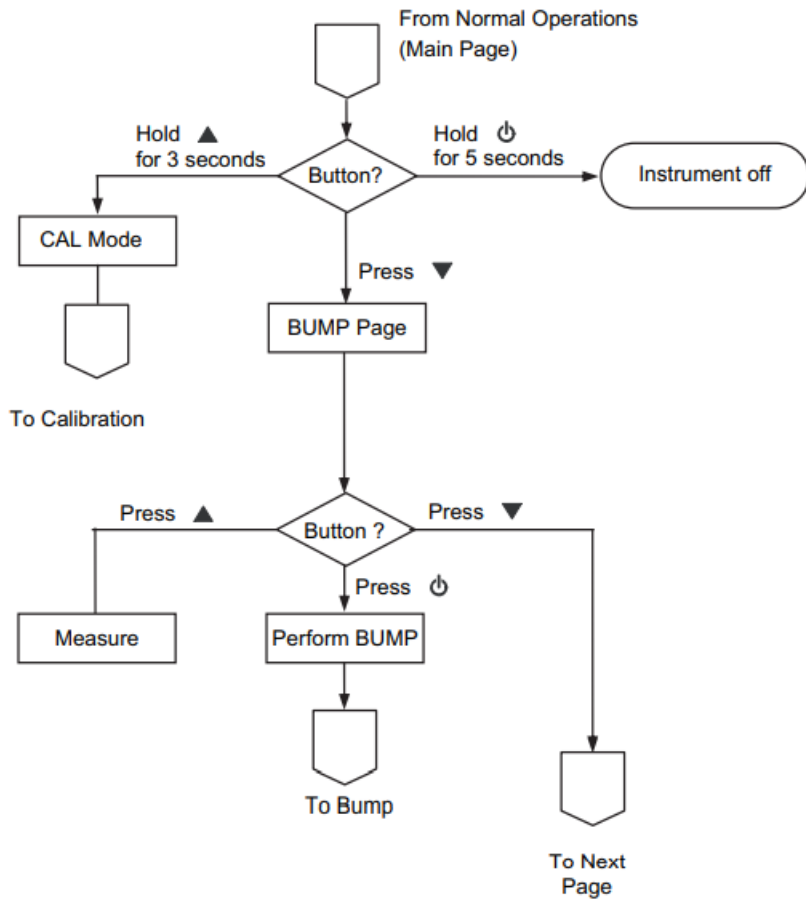 From Normal Operations
(Main Page)
Hold ▲
for 3 seconds
Hold ⏻
for 5 seconds
Button?
Instrument off
CAL Mode
Press ▼
BUMP Page
To Calibration
Press ▲
Button ?
Press ▼
Press ⏻
Measure
Perform BUMP
To Bump
To Next
Page